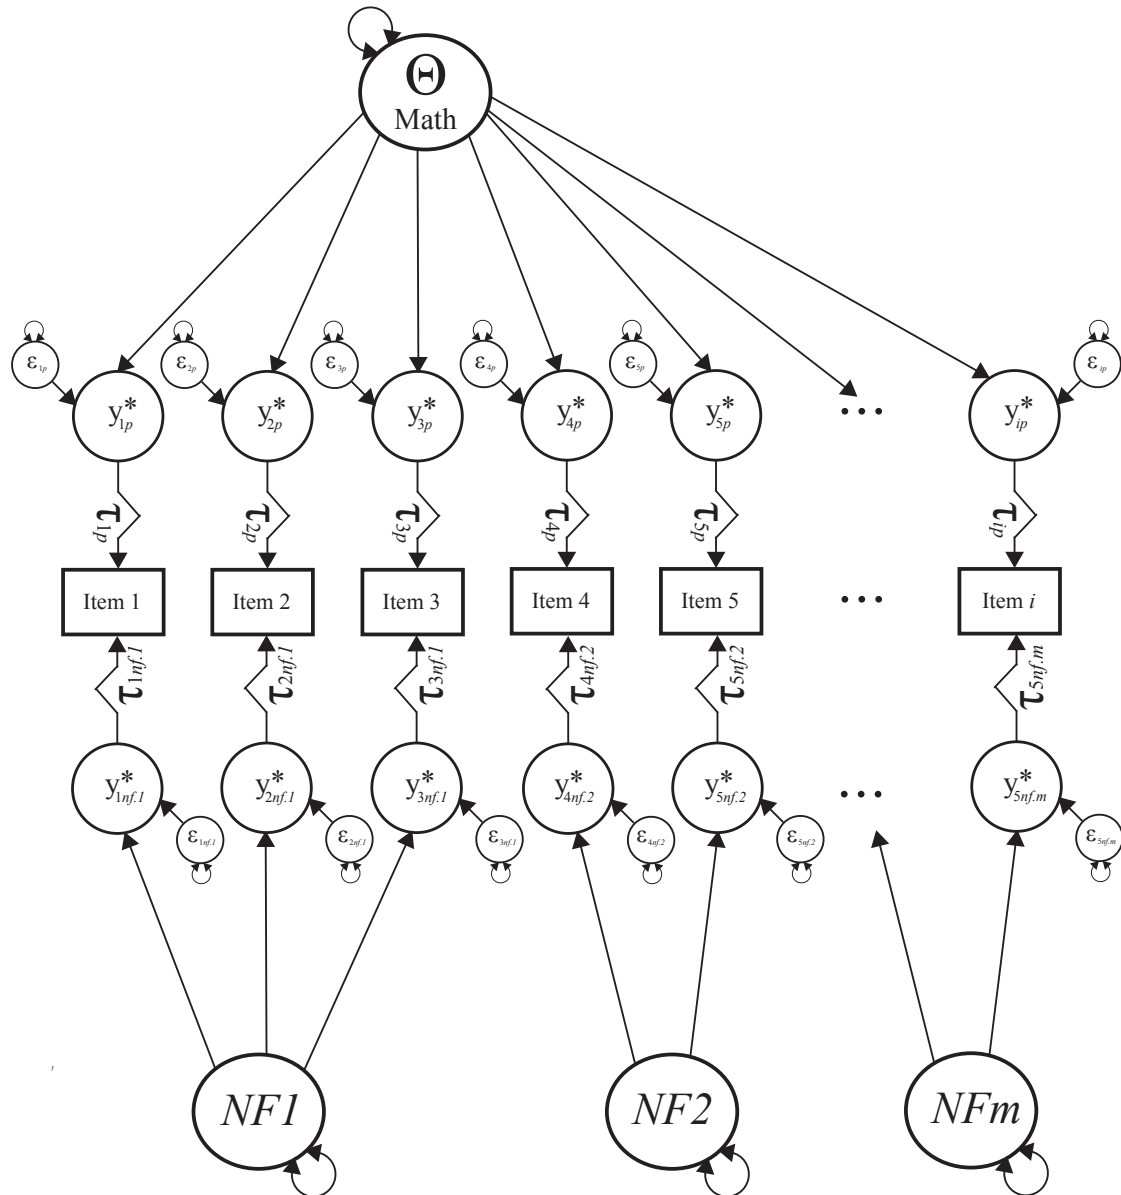 Θ
Math
ε1p ε2p ε3p ε4p ε5p εip
y*1p y*2p y*3p y*4p y*5p ... y*ip
τ1p τ2p τ3p τ4p τ5p τip
Item 1 Item 2 Item 3 Item 4 Item 5 ... Item i
τ1nf.1 τ2nf.1 τ3nf.1 τ4nf.2 τ5nf.2 τ5nf.m
y*1nf.1 y*2nf.1 y*3nf.1 y*4nf.2 y*5nf.2 ... y*5nf.m
ε1nf.1 ε2nf.1 ε3nf.1 ε4nf.2 ε5nf.2 ε5nf.m
NF1 NF2 NFm